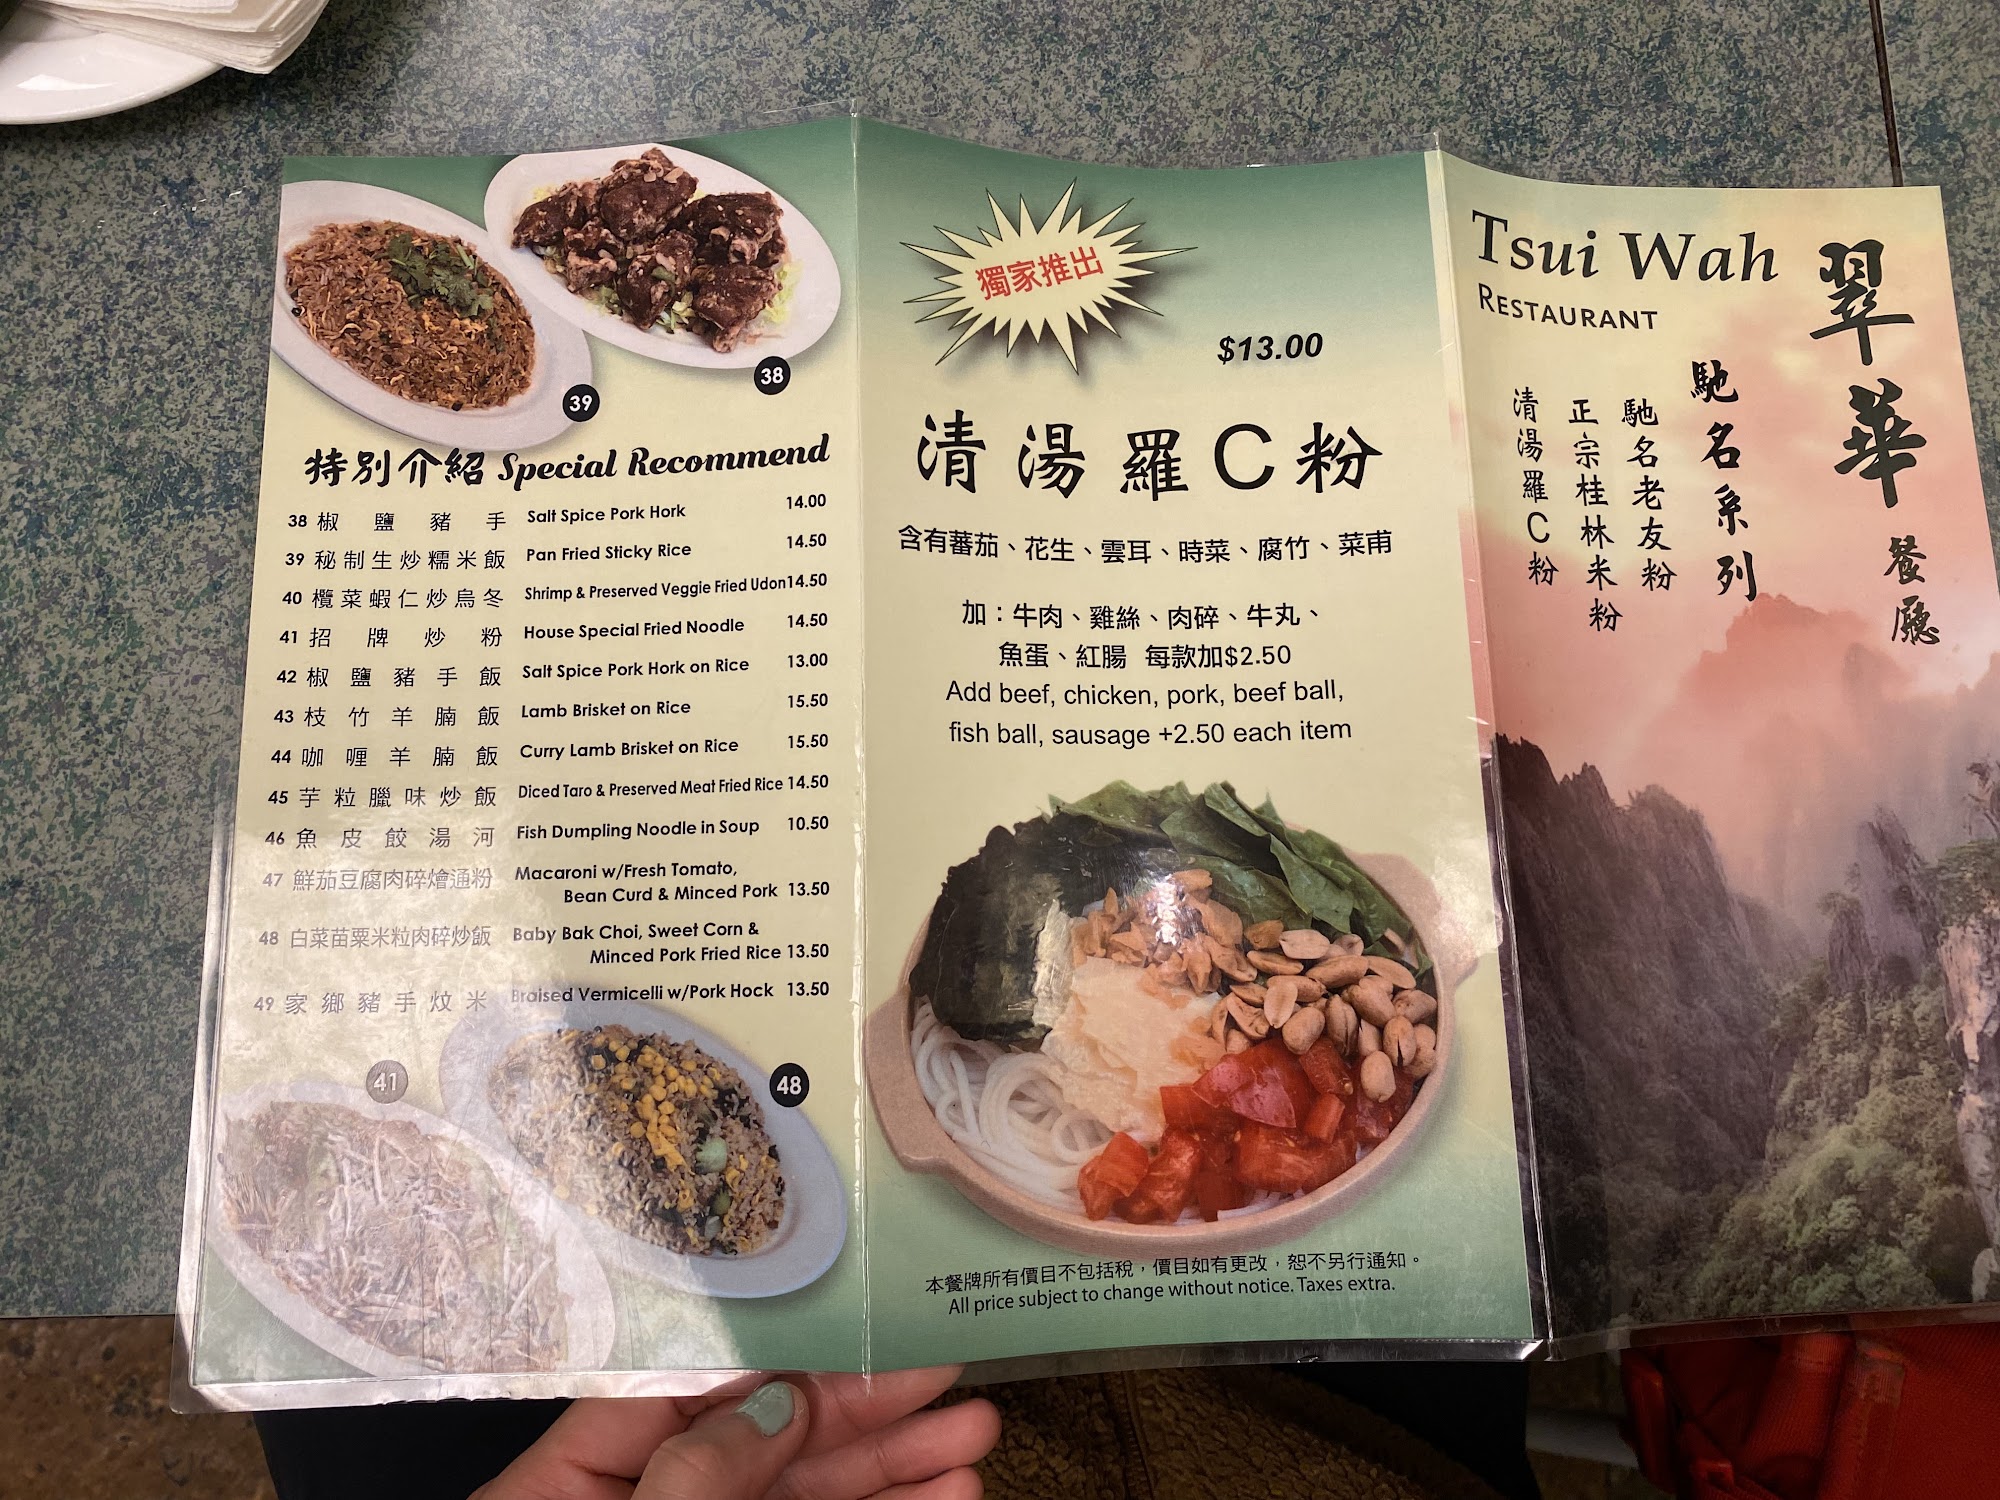 39
38
特別介紹 Special Recommend
38 椒鹽豬手 Salt Spice Pork Hork 14.00
39 秘制生炒糯米飯 Pan Fried Sticky Rice 14.50
40 欖菜蝦仁炒烏冬 Shrimp & Preserved Veggie Fried Udon 14.50
41 招牌炒粉 House Special Fried Noodle 14.50
42 椒鹽豬手飯 Salt Spice Pork Hork on Rice 13.00
43 枝竹羊腩飯 Lamb Brisket on Rice 15.50
44 咖喱羊腩飯 Curry Lamb Brisket on Rice 15.50
45 芋粒臘味炒飯 Diced Taro & Preserved Meat Fried Rice 14.50
46 魚皮餃湯河 Fish Dumpling Noodle in Soup 10.50
47 鮮茄豆腐肉碎燴通粉 Macaroni w/Fresh Tomato,
Bean Curd & Minced Pork 13.50
48 白菜苗粟米粒肉碎炒飯 Baby Bak Choi, Sweet Corn &
Minced Pork Fried Rice 13.50
49 家鄉豬手炆米 Braised Vermicelli w/Pork Hock 13.50
41
48
獨家推出
$13.00
清湯羅C粉
含有蕃茄、花生、雲耳、時菜、腐竹、菜甫
加：牛肉、雞絲、肉碎、牛丸、
魚蛋、紅腸 每款加$2.50
Add beef, chicken, pork, beef ball,
fish ball, sausage +2.50 each item
本餐牌所有價目不包括稅，價目如有更改，恕不另行通知。
All price subject to change without notice. Taxes extra.
Tsui Wah
RESTAURANT
翠華餐廳
馳名系列
馳名老友粉
正宗桂林米粉
清湯羅C粉